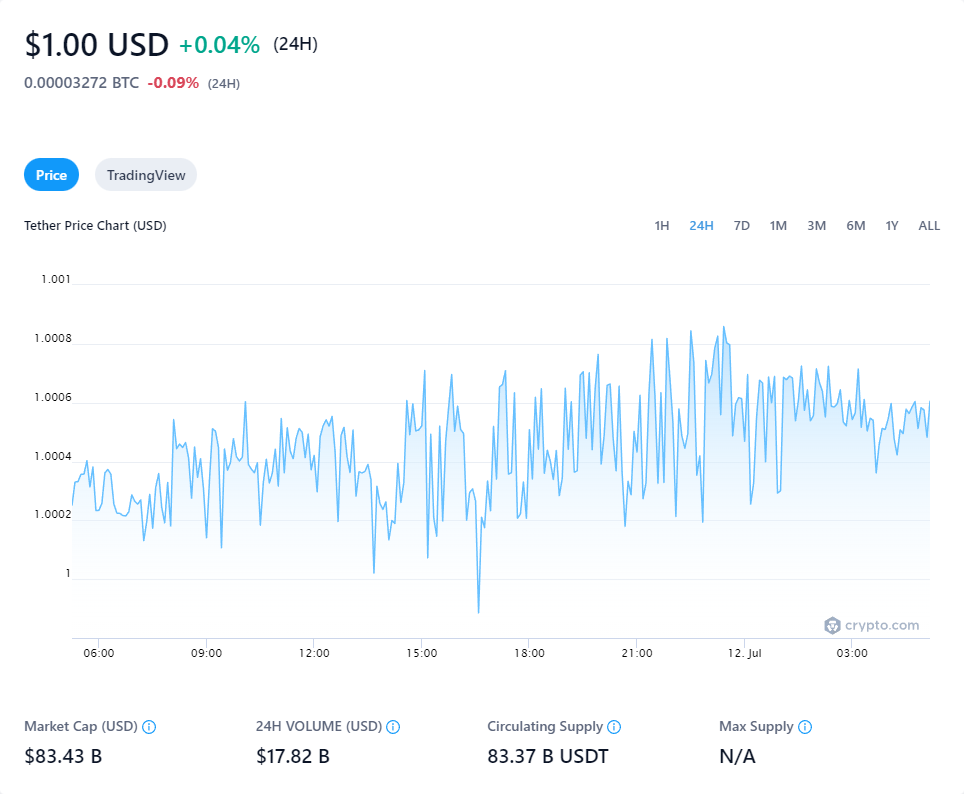 $1.00 USD +0.04% (24H)
0.00003272 BTC -0.09% (24H)
Price TradingView
Tether Price Chart (USD) 1H 24H 7D 1M 3M 6M 1Y ALL
1.001
1.0008
1.0006
1.0004
1.0002
1
crypto.com
06:00 09:00 12:00 15:00 18:00 21:00 12. Jul 03:00
Market Cap (USD) 24H VOLUME (USD) Circulating Supply Max Supply
$83.43 B $17.82 B 83.37 B USDT N/A